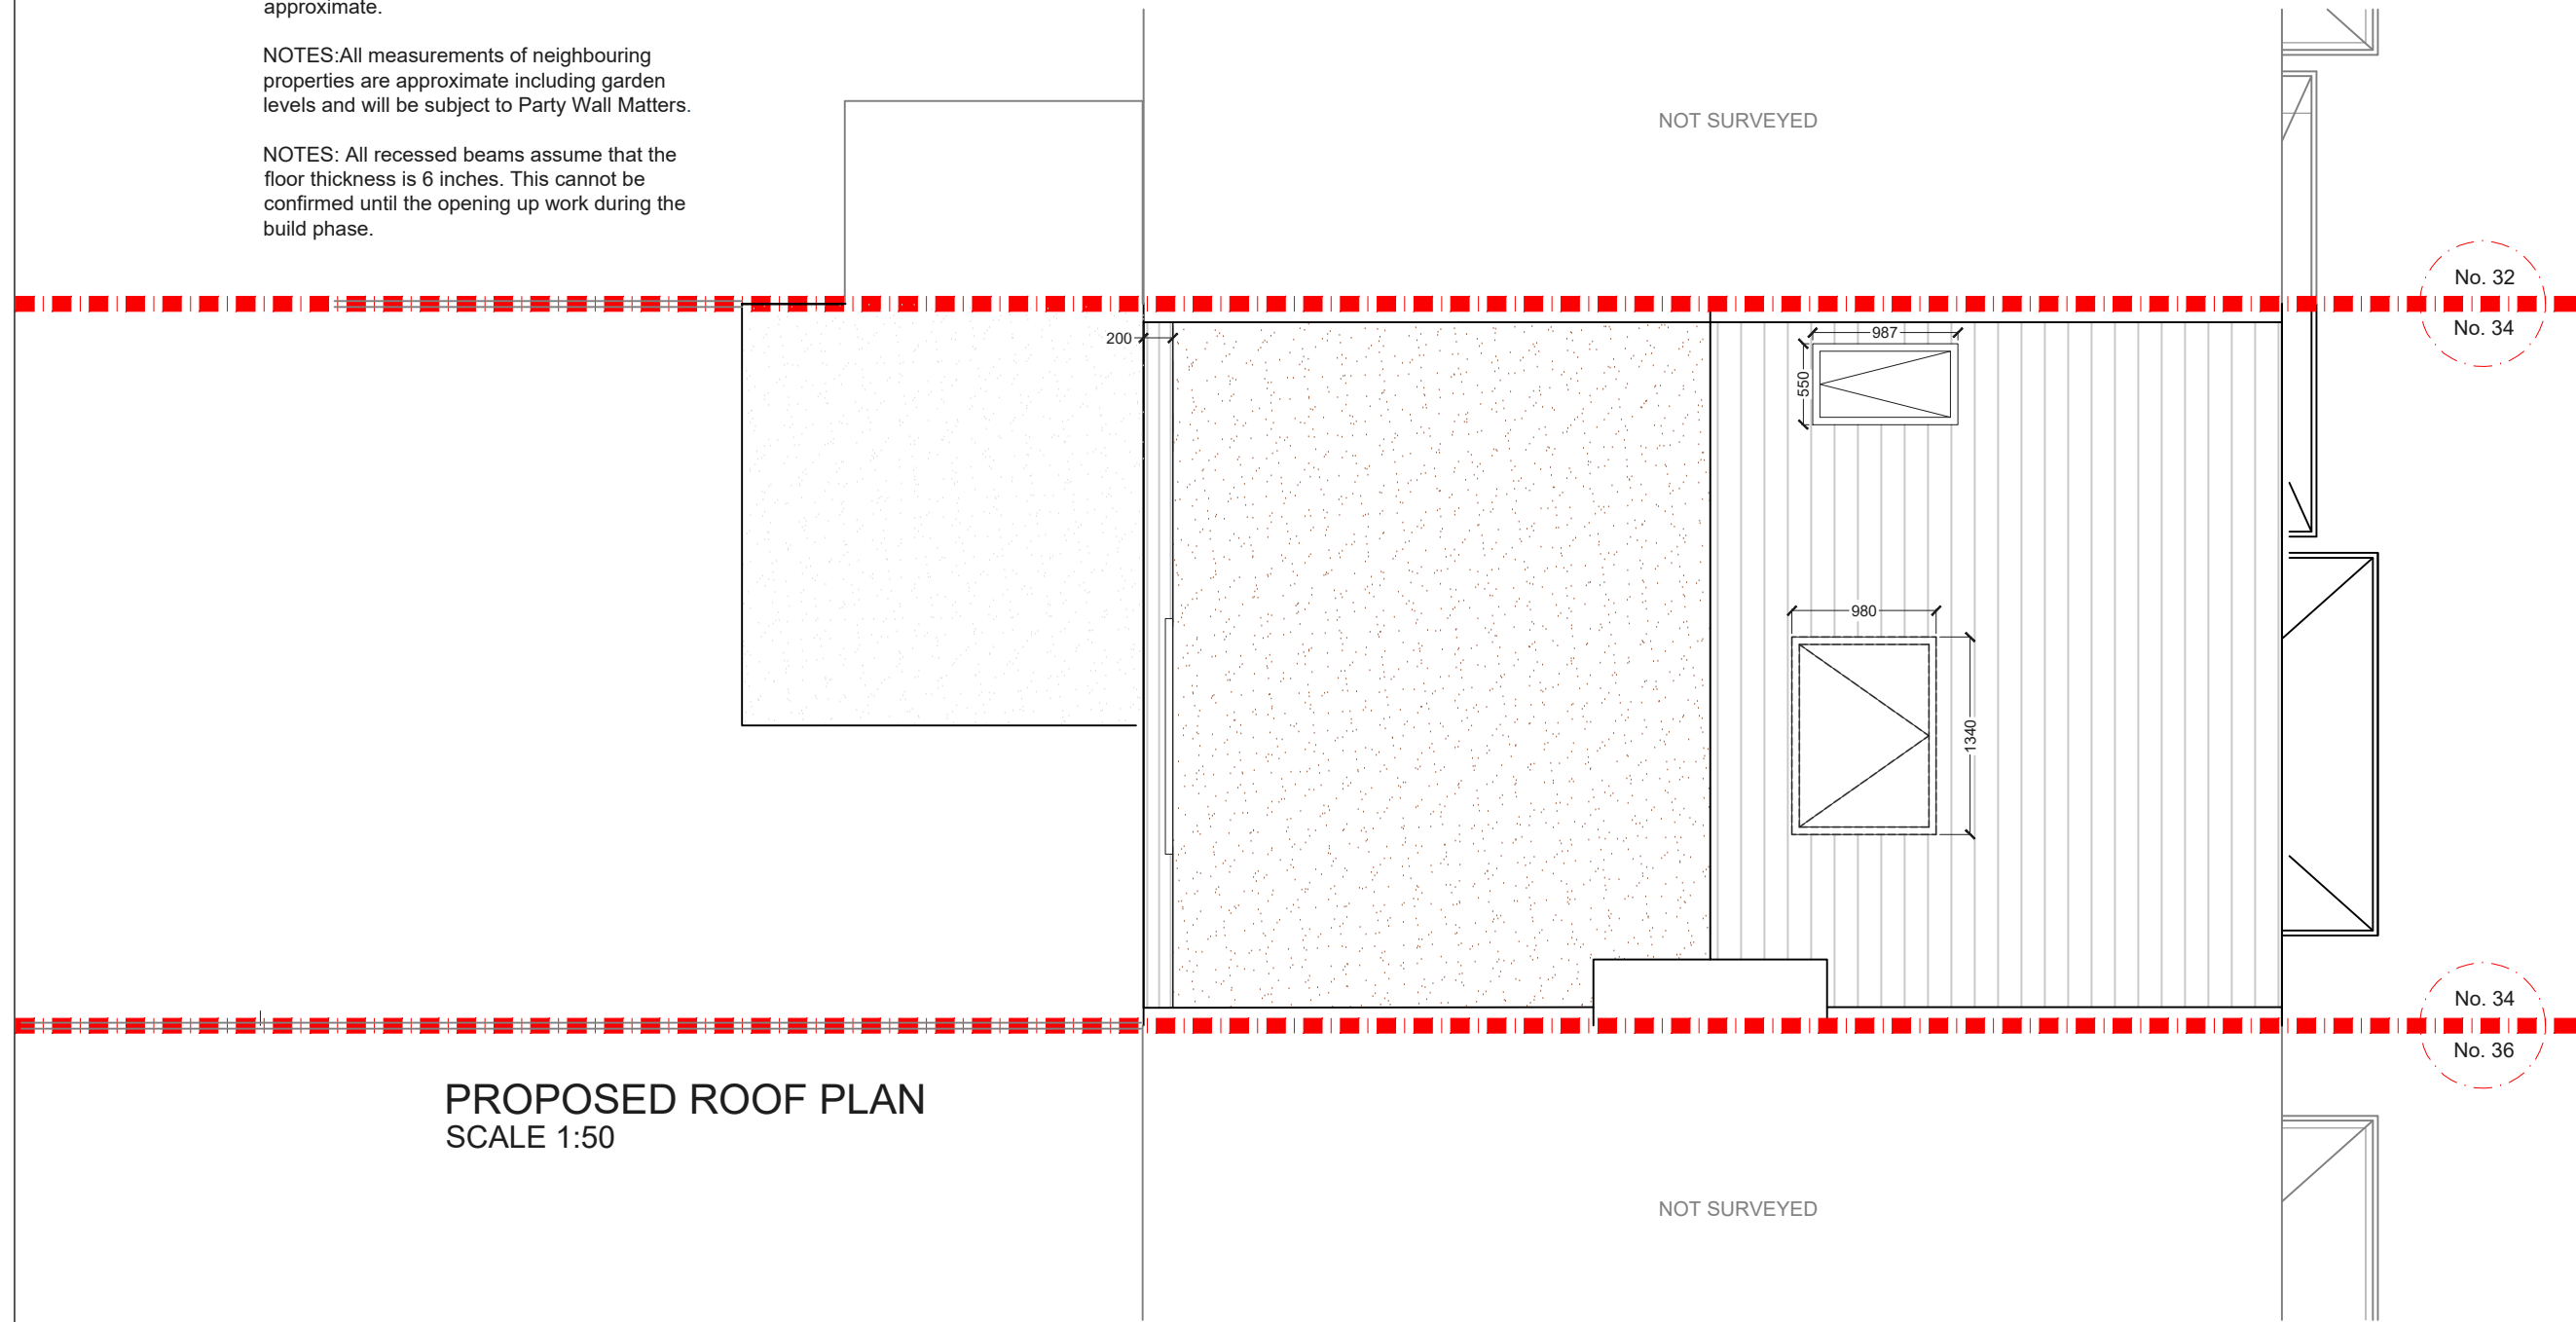 approximate.
NOTES:All measurements of neighbouring
properties are approximate including garden
levels and will be subject to Party Wall Matters.
NOTES: All recessed beams assume that the
floor thickness is 6 inches. This cannot be
confirmed until the opening up work during the
build phase.
NOT SURVEYED
No. 32
No. 34
200
987
550
980
1340
No. 34
No. 36
PROPOSED ROOF PLAN
SCALE 1:50
NOT SURVEYED